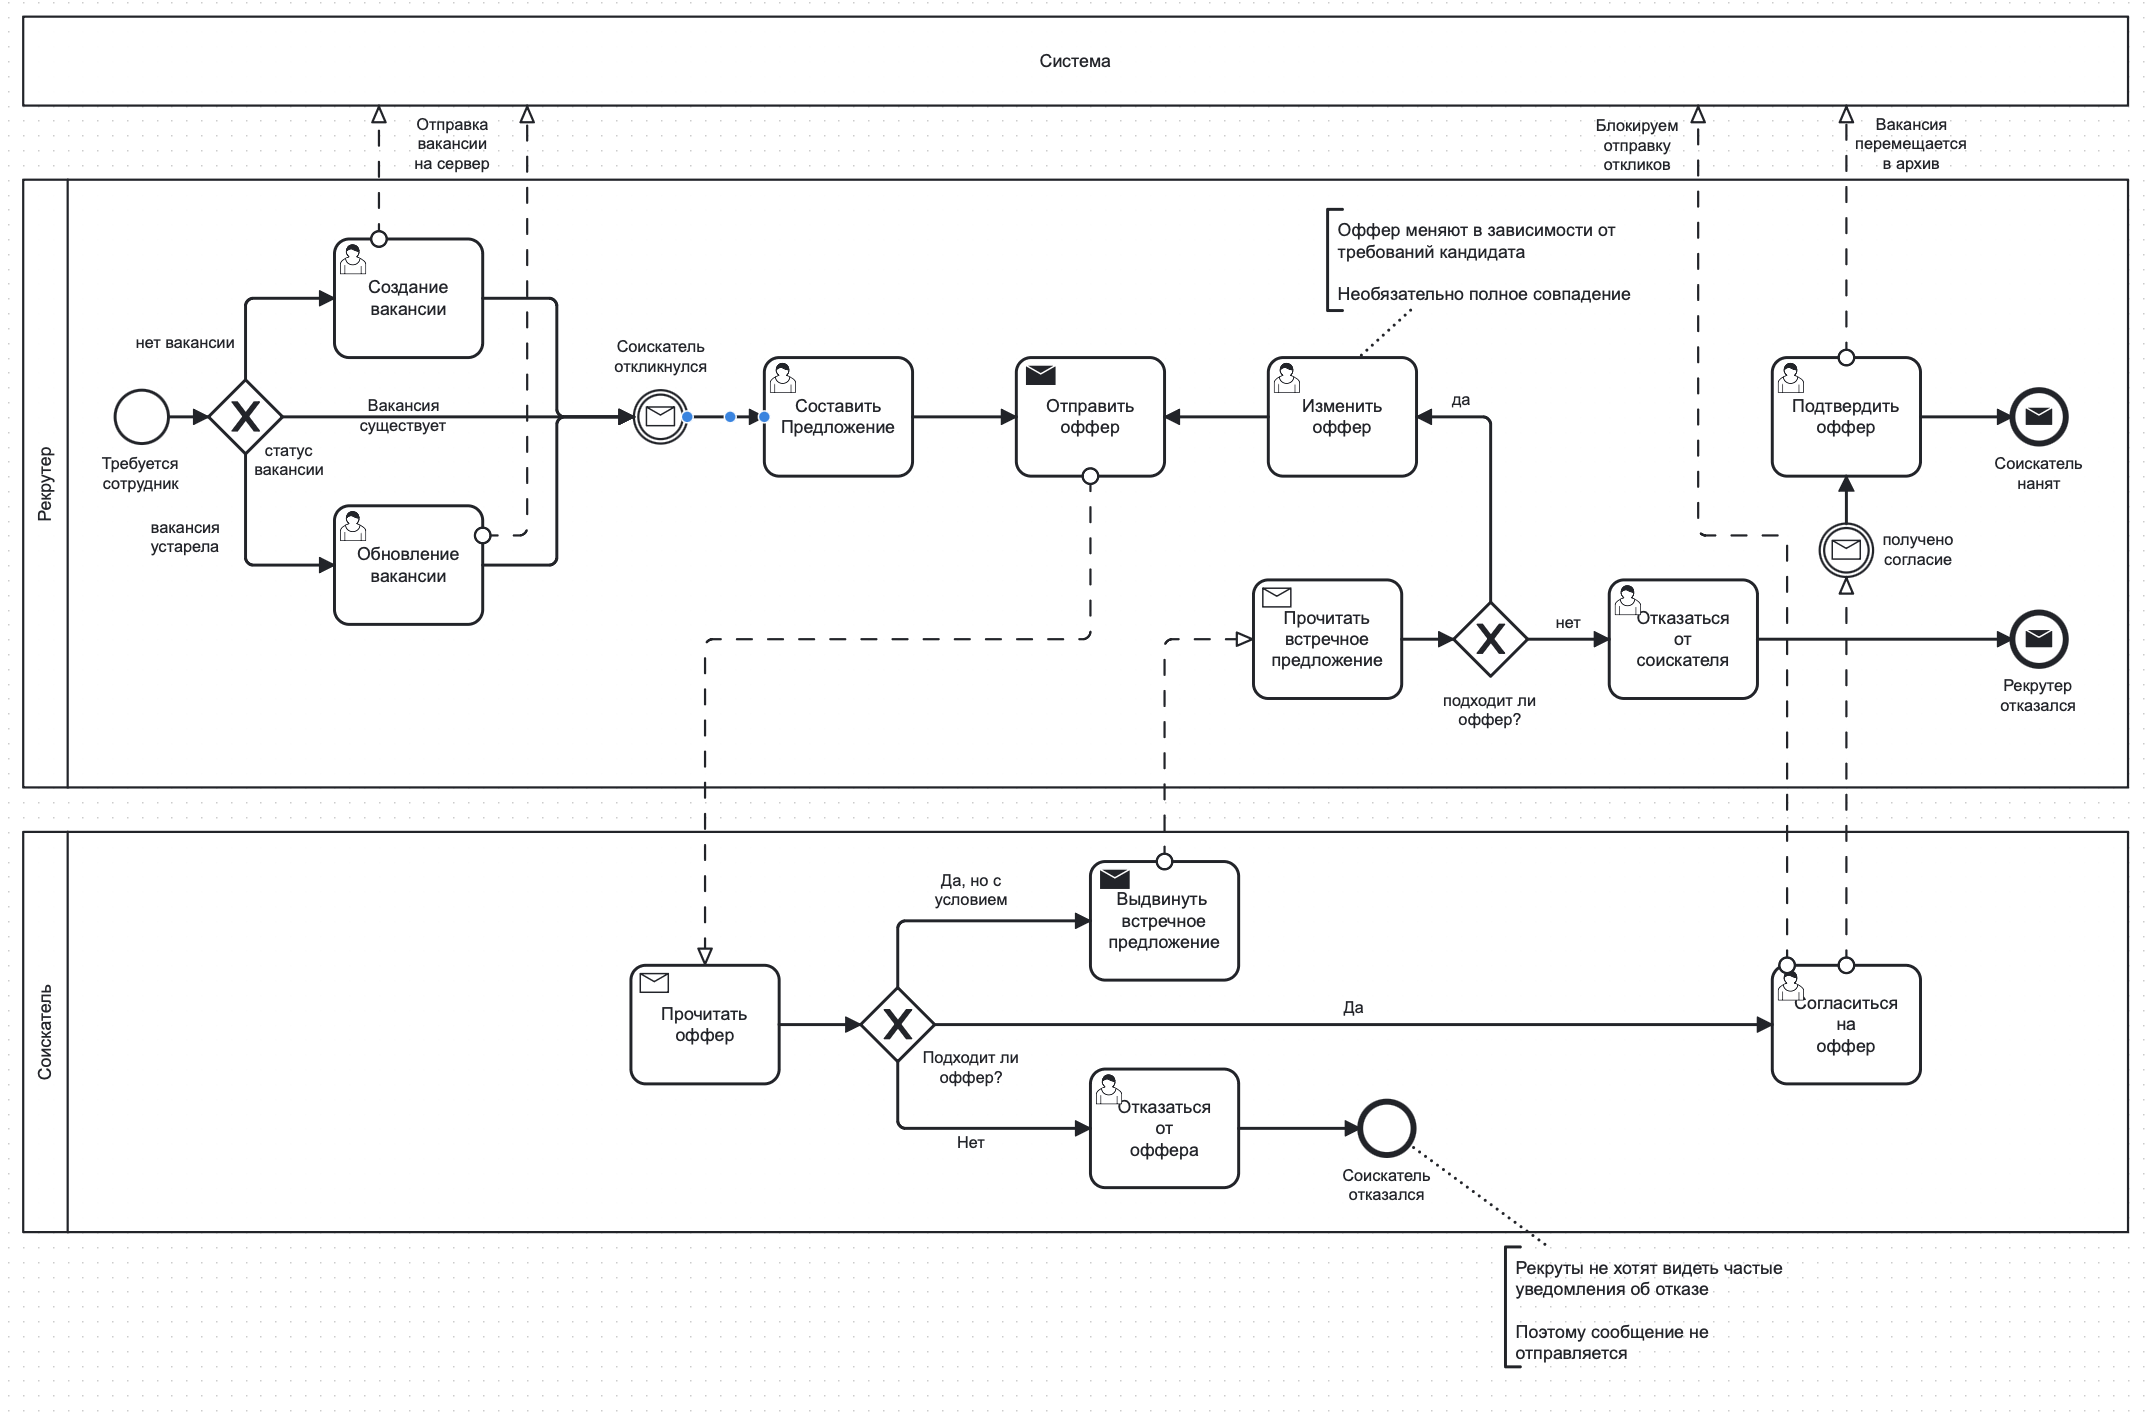 Система
Отправка
вакансии
на сервер
Блокируем
отправку
откликов
Вакансия
перемещается
в архив
Рекрутер
Требуется
сотрудник
нет вакансии
Вакансия
существует
статус
вакансии
вакансия
устарела
Создание
вакансии
Обновление
вакансии
Соискатель
откликнулся
Составить
Предложение
Отправить
оффер
Изменить
оффер
Оффер меняют в зависимости от
требований кандидата
Необязательно полное совпадение
да
Прочитать
встречное
предложение
подходит ли
оффер?
нет
Отказаться
от
соискателя
Подтвердить
оффер
получено
согласие
Соискатель
нанят
Рекрутер
отказался
Соискатель
Прочитать
оффер
Подходит ли
оффер?
Да, но с
условием
Выдвинуть
встречное
предложение
Да
Согласиться
на
оффер
Нет
Отказаться
от
оффера
Соискатель
отказался
Рекруты не хотят видеть частые
уведомления об отказе
Поэтому сообщение не
отправляется